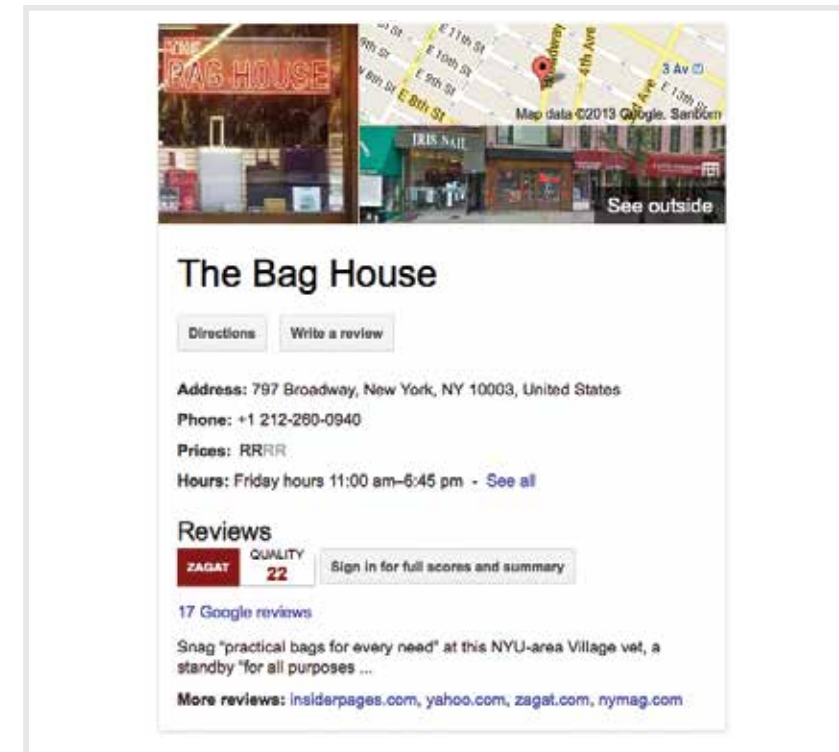 THE
BAG HOUSE
E 11th St
9th St
E 10th St
Broadway
4th Ave
3 Av
E 9th St
8th St
E 13th St
E 8th St
Map data ©2013 Google, Sanborn
IRIS NAIL
See outside
The Bag House
Directions Write a review
Address: 797 Broadway, New York, NY 10003, United States
Phone: +1 212-260-0940
Prices: RRRR
Hours: Friday hours 11:00 am–6:45 pm - See all
Reviews
ZAGAT QUALITY 22 Sign in for full scores and summary
17 Google reviews
Snag "practical bags for every need" at this NYU-area Village vet, a
standby "for all purposes ...
More reviews: insiderpages.com, yahoo.com, zagat.com, nymag.com